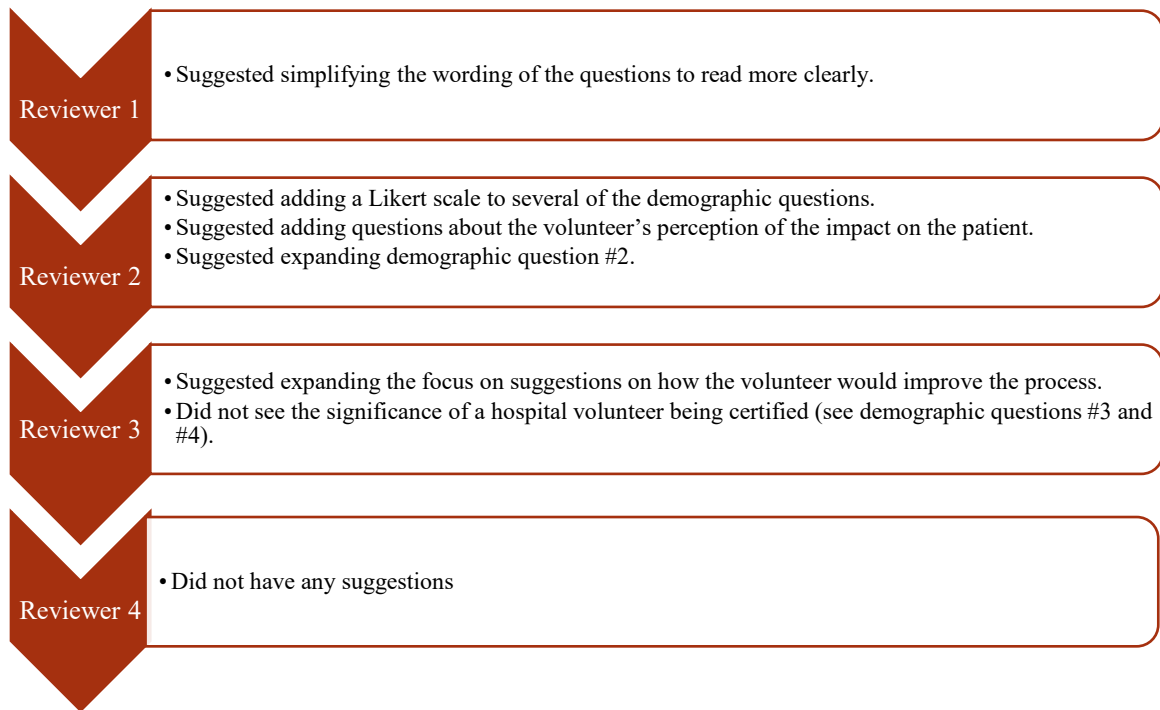 Reviewer 1
• Suggested simplifying the wording of the questions to read more clearly.
Reviewer 2
• Suggested adding a Likert scale to several of the demographic questions.
• Suggested adding questions about the volunteer’s perception of the impact on the patient.
• Suggested expanding demographic question #2.
Reviewer 3
• Suggested expanding the focus on suggestions on how the volunteer would improve the process.
• Did not see the significance of a hospital volunteer being certified (see demographic questions #3 and
#4).
Reviewer 4
• Did not have any suggestions